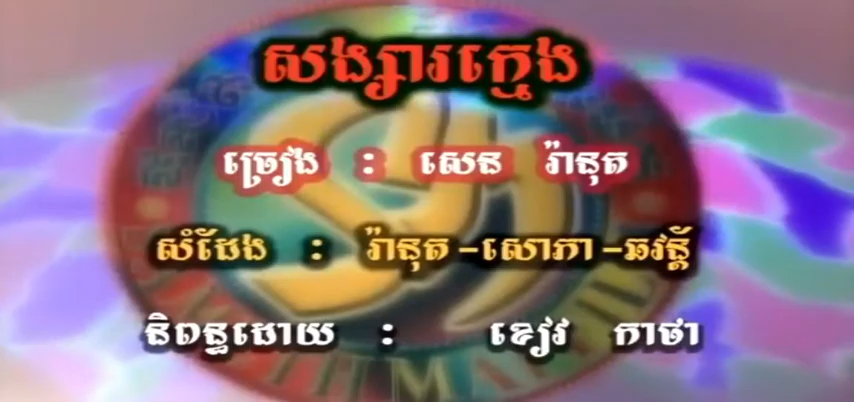 សង្សារក្មេង
ច្រៀង : សេន រ៉ានុត
សំដែង : រ៉ានុត -សោភា -ឆវន្ត័
និពន្ធដោយ : ខៀវ កាថា